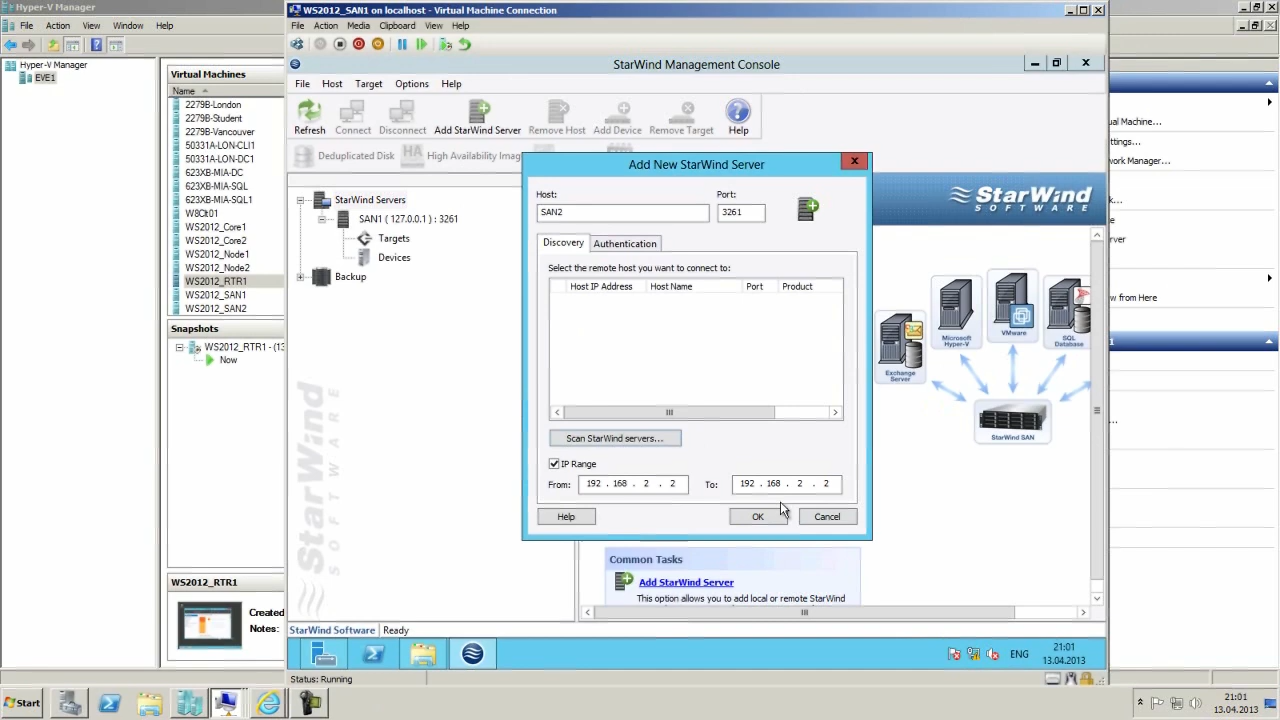 Hyper-V Manager
File Action View Window Help
Hyper-V Manager
EVE1
Virtual Machines
Name
2279B-London
2279B-Student
2279B-Vancouver
50331A-LON-CLI1
50331A-LON-DC1
623XB-MIA-DC
623XB-MIA-SQL
623XB-MIA-SQL1
W8Clt01
WS2012_Core1
WS2012_Core2
WS2012_Node1
WS2012_Node2
WS2012_RTR1
WS2012_SAN1
WS2012_SAN2
Snapshots
WS2012_RTR1 - (13
Now
WS2012_RTR1
Created
Notes:
WS2012_SAN1 on localhost - Virtual Machine Connection
File Action Media Clipboard View Help
StarWind Management Console
File Host Target Options Help
Refresh Connect Disconnect Add StarWind Server Remove Host Add Device Remove Target Help
Deduplicated Disk HA High Availability Imag
StarWind Servers
SAN1 ( 127.0.0.1 ) : 3261
Targets
Devices
Backup
StarWind
SOFTWARE
Add New StarWind Server
Host: Port:
SAN2 3261
Discovery Authentication
Select the remote host you want to connect to:
Host IP Address Host Name Port Product
Scan StarWind servers...
IP Range
From: 192 . 168 . 2 . 2 To: 192 . 168 . 2 . 2
Help OK Cancel
StarWind
SOFTWARE
Microsoft
Hyper-V
VMware
SQL
Database
Exchange
Server
StarWind SAN
Common Tasks
Add StarWind Server
This option allows you to add local or remote StarWind
StarWind Software Ready
ENG
21:01
13.04.2013
Status: Running
ual Machine...
ttings...
work Manager...
rver
w from Here
Start
21:01
13.04.2013